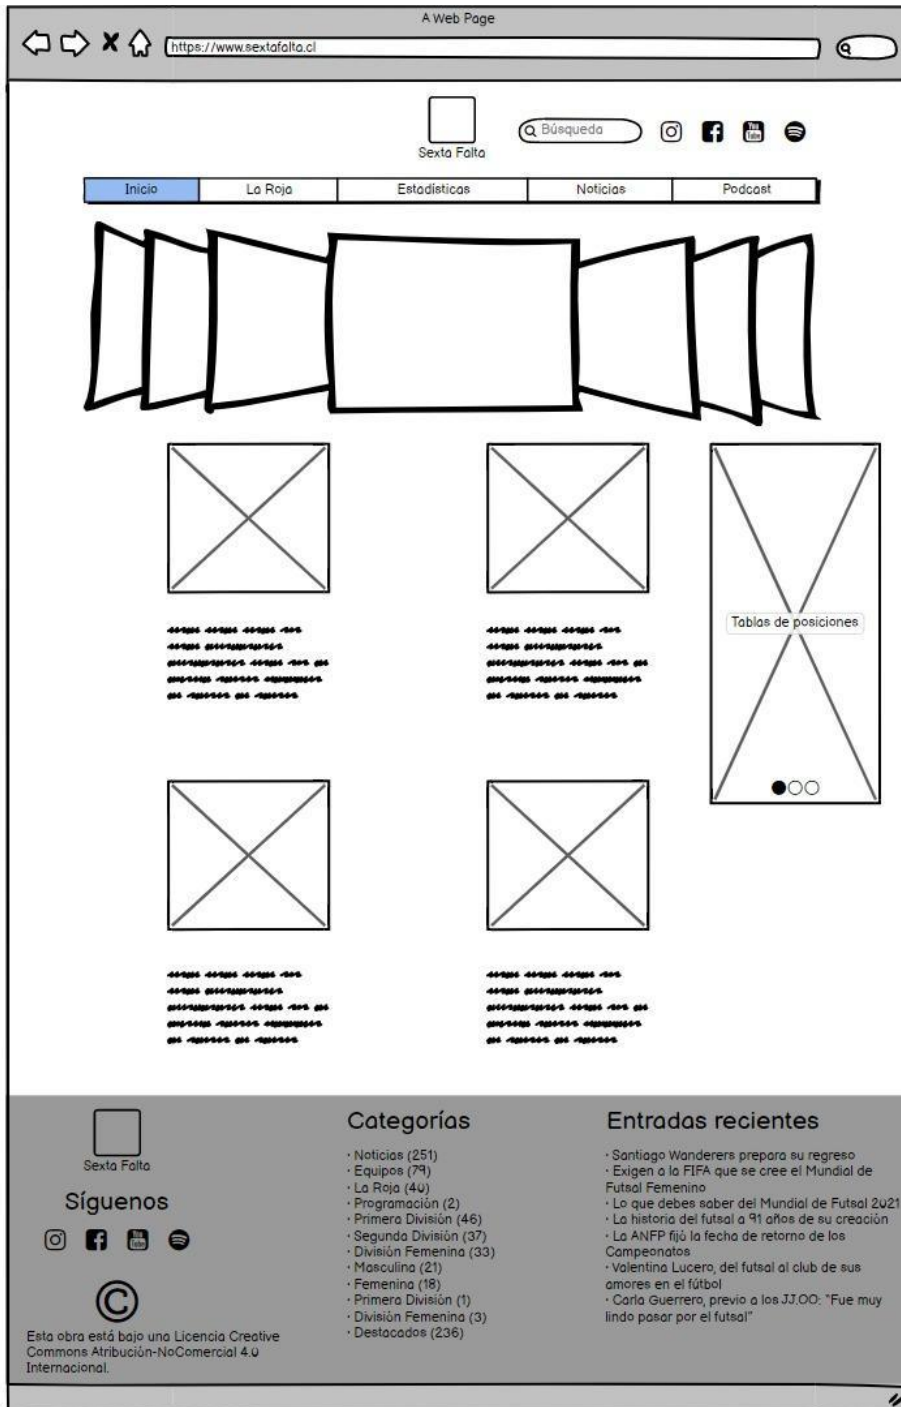 A Web Page
https://www.sextafalta.cl
Sexta Falta
Búsqueda
You
Tube
Inicio
La Roja
Estadísticas
Noticias
Podcast
Tablas de posiciones
Sexta Falta
Síguenos
You
Tube
©
Esta obra está bajo una Licencia Creative
Commons Atribución-NoComercial 4.0
Internacional.
Categorías
· Noticias (251)
· Equipos (79)
· La Roja (40)
· Programación (2)
· Primera División (46)
· Segunda División (37)
· División Femenina (33)
· Masculina (21)
· Femenina (18)
· Primera División (1)
· División Femenina (3)
· Destacados (236)
Entradas recientes
· Santiago Wanderers prepara su regreso
· Exigen a la FIFA que se cree el Mundial de
Futsal Femenino
· Lo que debes saber del Mundial de Futsal 2021
· La historia del futsal a 91 años de su creación
· La ANFP fijó la fecha de retorno de los
Campeonatos
· Valentina Lucero, del futsal al club de sus
amores en el fútbol
· Carla Guerrero, previo a los JJ.OO: "Fue muy
lindo pasar por el futsal"